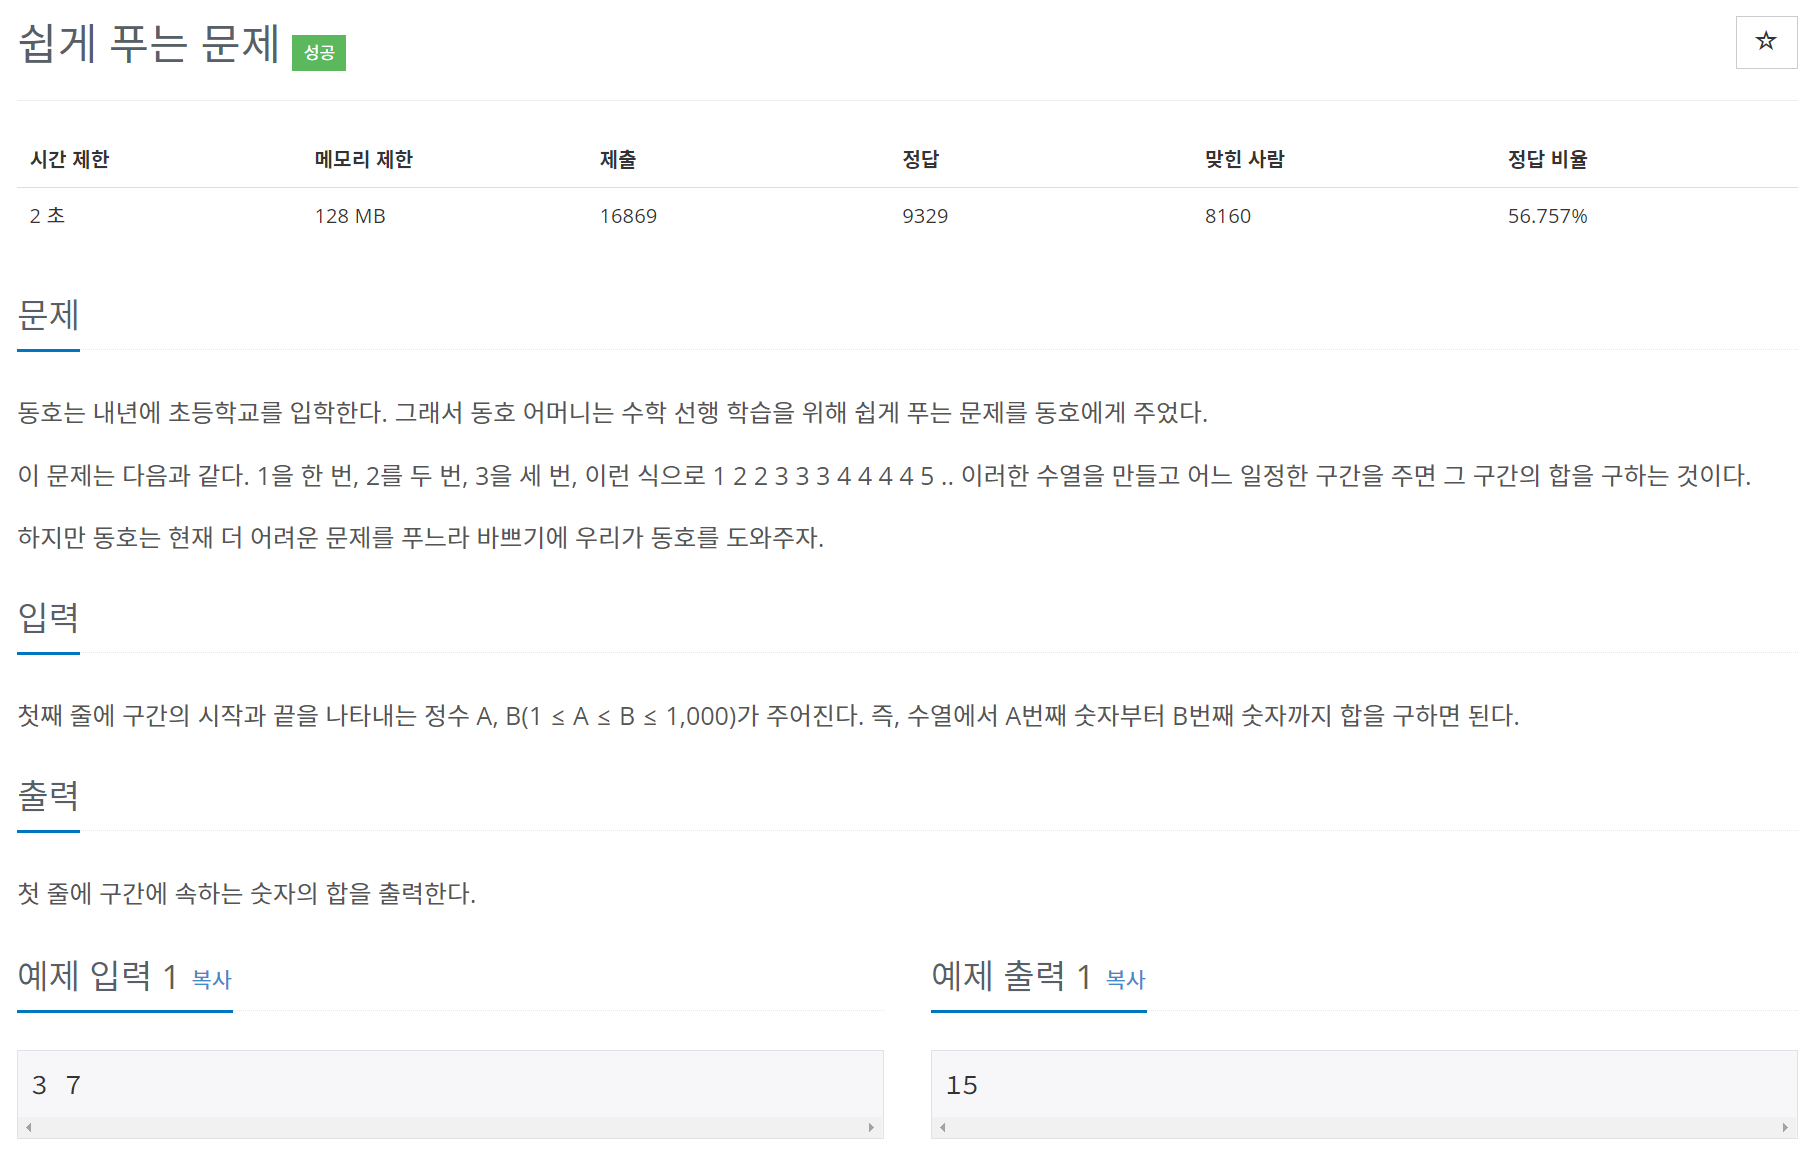 쉽게 푸는 문제 성공
☆
시간 제한 메모리 제한 제출 정답 맞힌 사람 정답 비율
2 초 128 MB 16869 9329 8160 56.757%
문제
동호는 내년에 초등학교를 입학한다. 그래서 동호 어머니는 수학 선행 학습을 위해 쉽게 푸는 문제를 동호에게 주었다.
이 문제는 다음과 같다. 1을 한 번, 2를 두 번, 3을 세 번, 이런 식으로 1 2 2 3 3 3 4 4 4 4 5 .. 이러한 수열을 만들고 어느 일정한 구간을 주면 그 구간의 합을 구하는 것이다.
하지만 동호는 현재 더 어려운 문제를 푸느라 바쁘기에 우리가 동호를 도와주자.
입력
첫째 줄에 구간의 시작과 끝을 나타내는 정수 A, B(1 ≤ A ≤ B ≤ 1,000)가 주어진다. 즉, 수열에서 A번째 숫자부터 B번째 숫자까지 합을 구하면 된다.
출력
첫 줄에 구간에 속하는 숫자의 합을 출력한다.
예제 입력 1 복사
3 7
예제 출력 1 복사
15